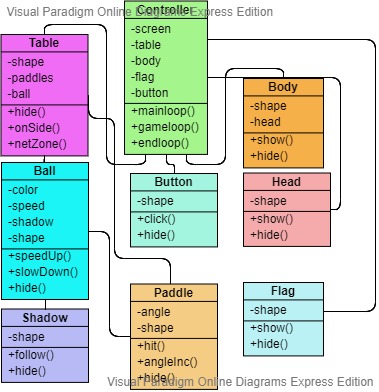 Visual Paradigm Online Diagrams Express Edition
Controller
-screen
-table
-body
-flag
-button
+mainloop()
+gameloop()
+endloop()
Table
-shape
-paddles
-ball
+hide()
+onSide()
+netZone()
Body
-shape
-head
+show()
+hide()
Ball
-color
-speed
-shadow
-shape
+speedUp()
+slowDown()
+hide()
Button
-shape
+click()
+hide()
Head
-shape
+show()
+hide()
Shadow
-shape
+follow()
+hide()
Paddle
-angle
-shape
+hit()
+angleInc()
+hide()
Flag
-shape
+show()
+hide()
Visual Paradigm Online Diagrams Express Edition